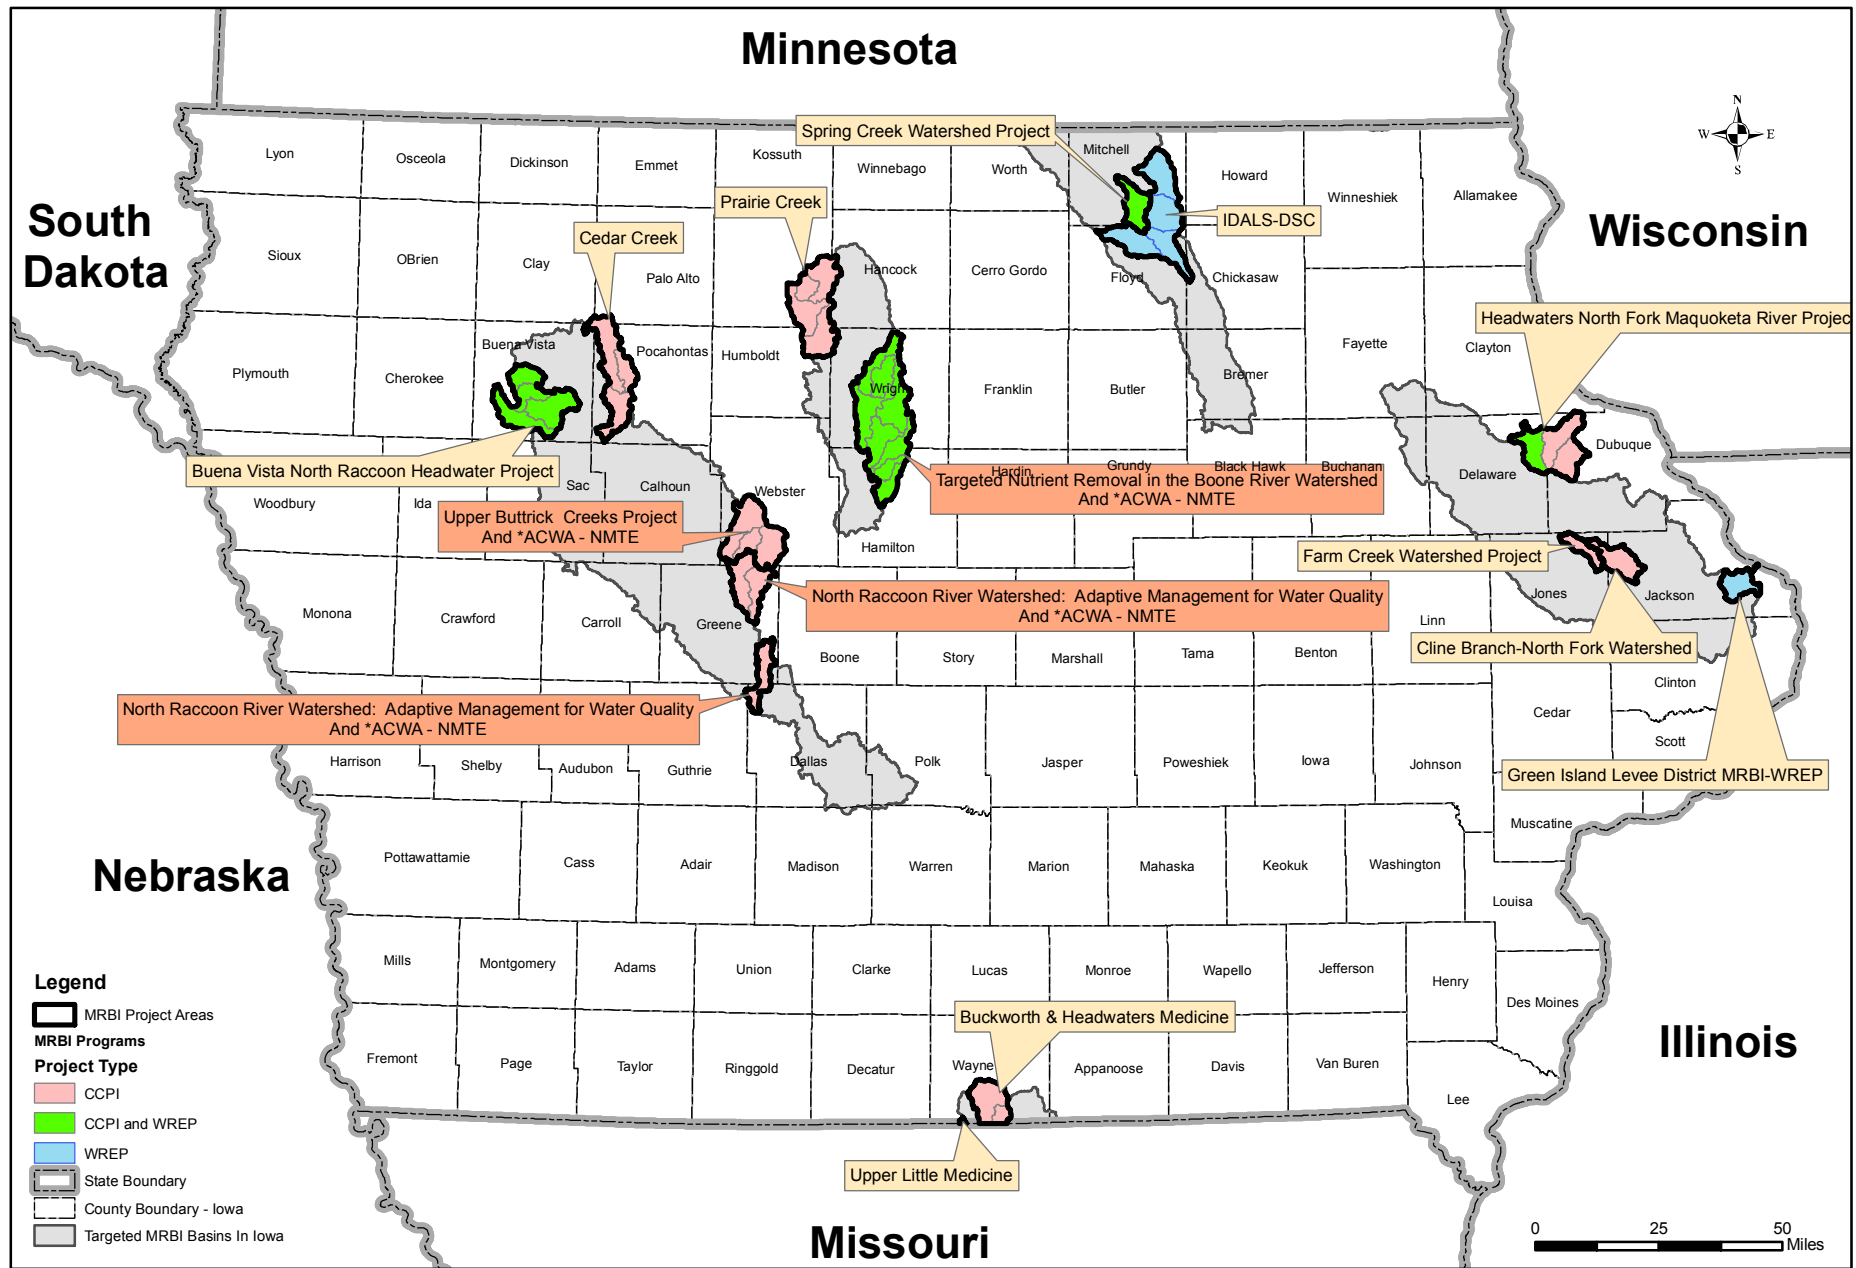 Minnesota
N
W
E
S
South
Dakota
Wisconsin
Nebraska
Illinois
Missouri
Spring Creek Watershed Project
Prairie Creek
Cedar Creek
IDALS-DSC
Headwaters North Fork Maquoketa River Projec
Buena Vista North Raccoon Headwater Project
Targeted Nutrient Removal in the Boone River Watershed
And *ACWA - NMTE
Upper Buttrick Creeks Project
And *ACWA - NMTE
Farm Creek Watershed Project
North Raccoon River Watershed: Adaptive Management for Water Quality
And *ACWA - NMTE
Cline Branch-North Fork Watershed
North Raccoon River Watershed: Adaptive Management for Water Quality
And *ACWA - NMTE
Green Island Levee District MRBI-WREP
Buckworth & Headwaters Medicine
Upper Little Medicine
Lyon
Osceola
Dickinson
Emmet
Kossuth
Winnebago
Worth
Mitchell
Howard
Winneshiek
Allamakee
Sioux
OBrien
Clay
Palo Alto
Hancock
Cerro Gordo
Floyd
Chickasaw
Plymouth
Cherokee
Buena Vista
Pocahontas
Humboldt
Wrigh
Franklin
Butler
Bremer
Fayette
Clayton
Woodbury
Ida
Sac
Calhoun
Webster
Hamilton
Hardin
Grundy
Black Hawk
Buchanan
Delaware
Dubuque
Monona
Crawford
Carroll
Greene
Boone
Story
Marshall
Tama
Benton
Linn
Jones
Jackson
Clinton
Cedar
Scott
Harrison
Shelby
Audubon
Guthrie
Dallas
Polk
Jasper
Poweshiek
Iowa
Johnson
Muscatine
Pottawattamie
Cass
Adair
Madison
Warren
Marion
Mahaska
Keokuk
Washington
Louisa
Mills
Montgomery
Adams
Union
Clarke
Lucas
Monroe
Wapello
Jefferson
Henry
Des Moines
Fremont
Page
Taylor
Ringgold
Decatur
Wayne
Appanoose
Davis
Van Buren
Lee
Legend
MRBI Project Areas
MRBI Programs
Project Type
CCPI
CCPI and WREP
WREP
State Boundary
County Boundary - Iowa
Targeted MRBI Basins In Iowa
0 25 50
Miles